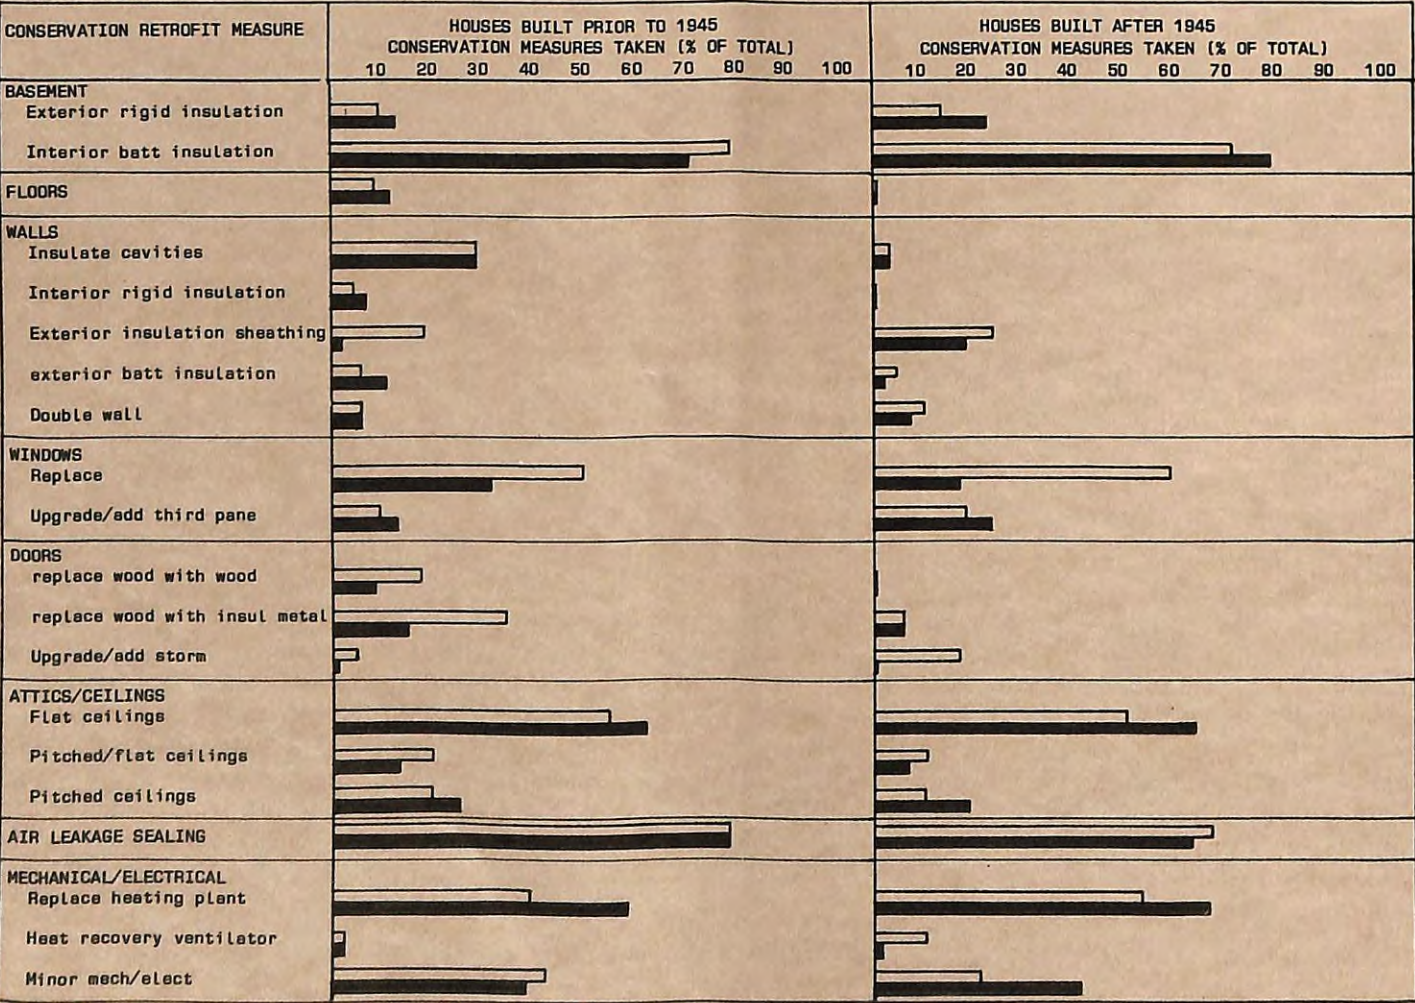 CONSERVATION RETROFIT MEASURE
HOUSES BUILT PRIOR TO 1945
CONSERVATION MEASURES TAKEN (% OF TOTAL)
10 20 30 40 50 60 70 80 90 100
HOUSES BUILT AFTER 1945
CONSERVATION MEASURES TAKEN (% OF TOTAL)
10 20 30 40 50 60 70 80 90 100
BASEMENT
Exterior rigid insulation
Interior batt insulation
FLOORS
WALLS
Insulate cavities
Interior rigid insulation
Exterior insulation sheathing
exterior batt insulation
Double wall
WINDOWS
Replace
Upgrade/add third pane
DOORS
replace wood with wood
replace wood with insul metal
Upgrade/add storm
ATTICS/CEILINGS
Flat ceilings
Pitched/flat ceilings
Pitched ceilings
AIR LEAKAGE SEALING
MECHANICAL/ELECTRICAL
Replace heating plant
Heat recovery ventilator
Minor mech/elect